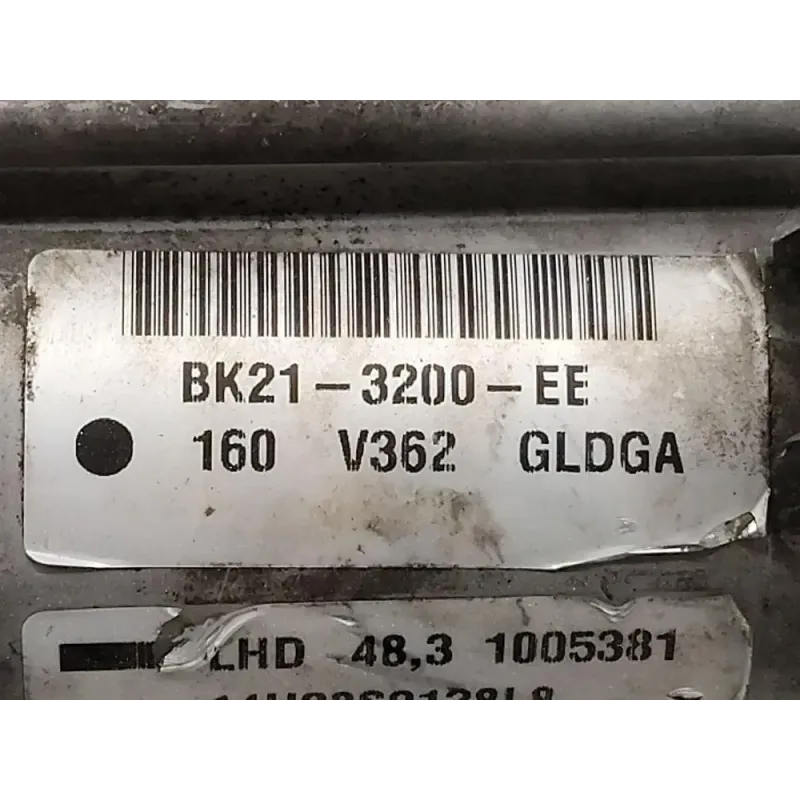 BK21-3200-EE
160 V362 GLDGA
LHD 48,3 1005381